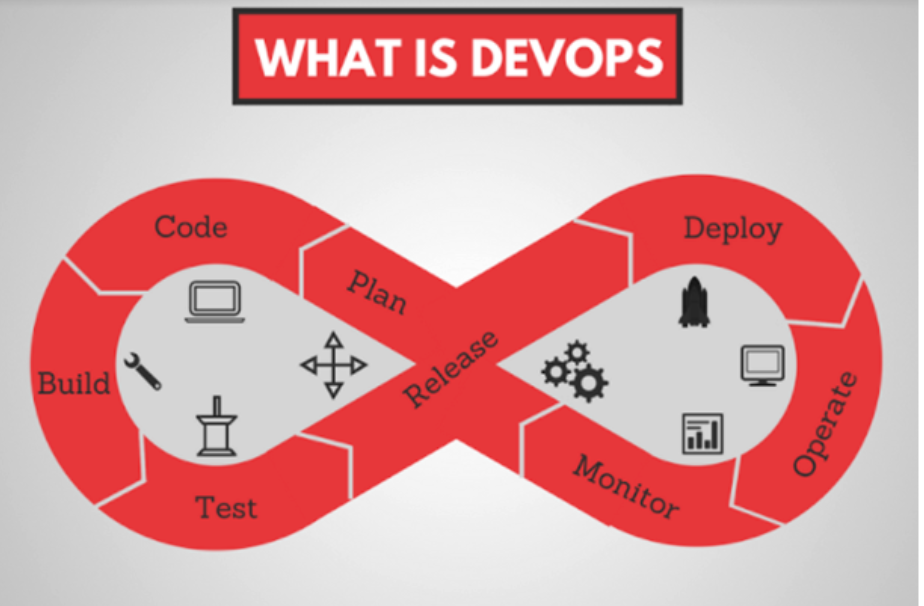 WHAT IS DEVOPS
Code
Plan
Build
Test
Release
Deploy
Operate
Monitor